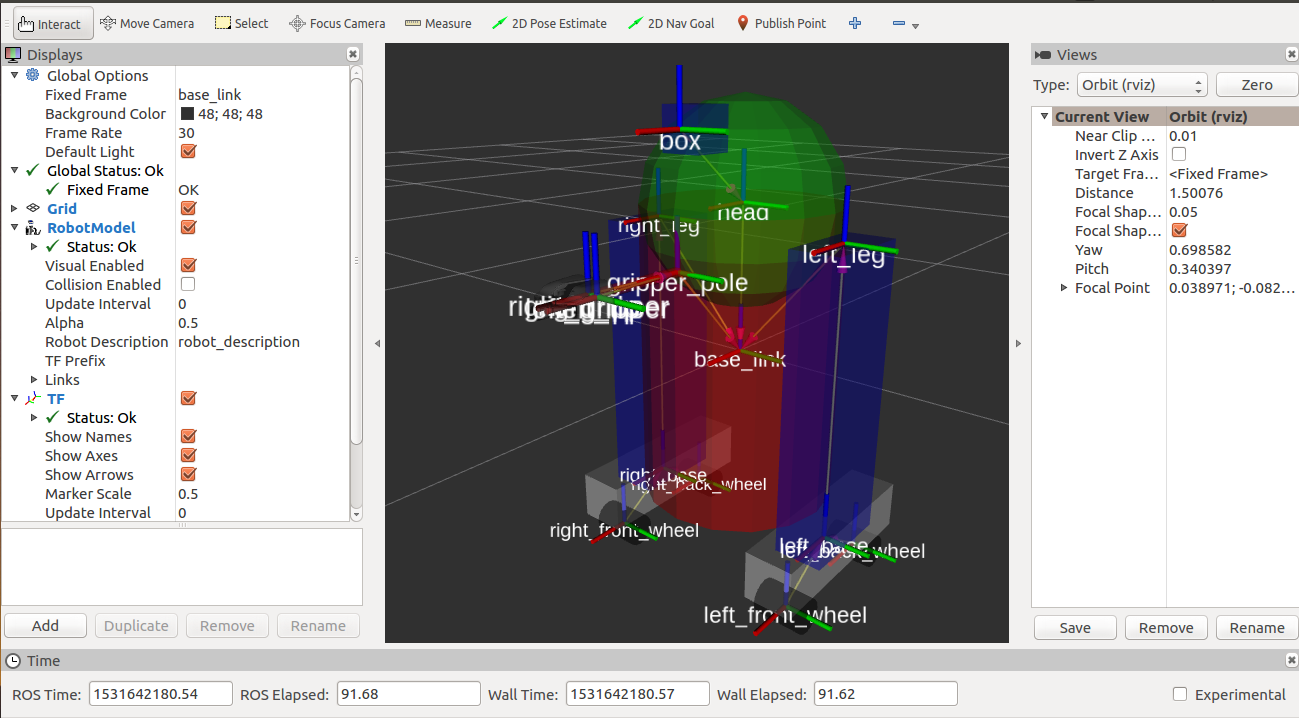 Interact Move Camera Select Focus Camera Measure 2D Pose Estimate 2D Nav Goal Publish Point
Displays
Global Options
Fixed Frame base_link
Background Color 48; 48; 48
Frame Rate 30
Default Light
Global Status: Ok
Fixed Frame OK
Grid
RobotModel
Status: Ok
Visual Enabled
Collision Enabled
Update Interval 0
Alpha 0.5
Robot Description robot_description
TF Prefix
Links
TF
Status: Ok
Show Names
Show Axes
Show Arrows
Marker Scale 0.5
Update Interval 0
Add Duplicate Remove Rename
box
head
right_leg
left_leg
gripper_pole
base_link
right_base
right_back_wheel
right_front_wheel
left_base
left_back_wheel
left_front_wheel
Views
Type: Orbit (rviz) Zero
Current View Orbit (rviz)
Near Clip ... 0.01
Invert Z Axis
Target Fra... <Fixed Frame>
Distance 1.50076
Focal Shap... 0.05
Focal Shap...
Yaw 0.698582
Pitch 0.340397
Focal Point 0.038971; -0.082...
Save Remove Rename
Time
ROS Time: 1531642180.54 ROS Elapsed: 91.68 Wall Time: 1531642180.57 Wall Elapsed: 91.62 Experimental